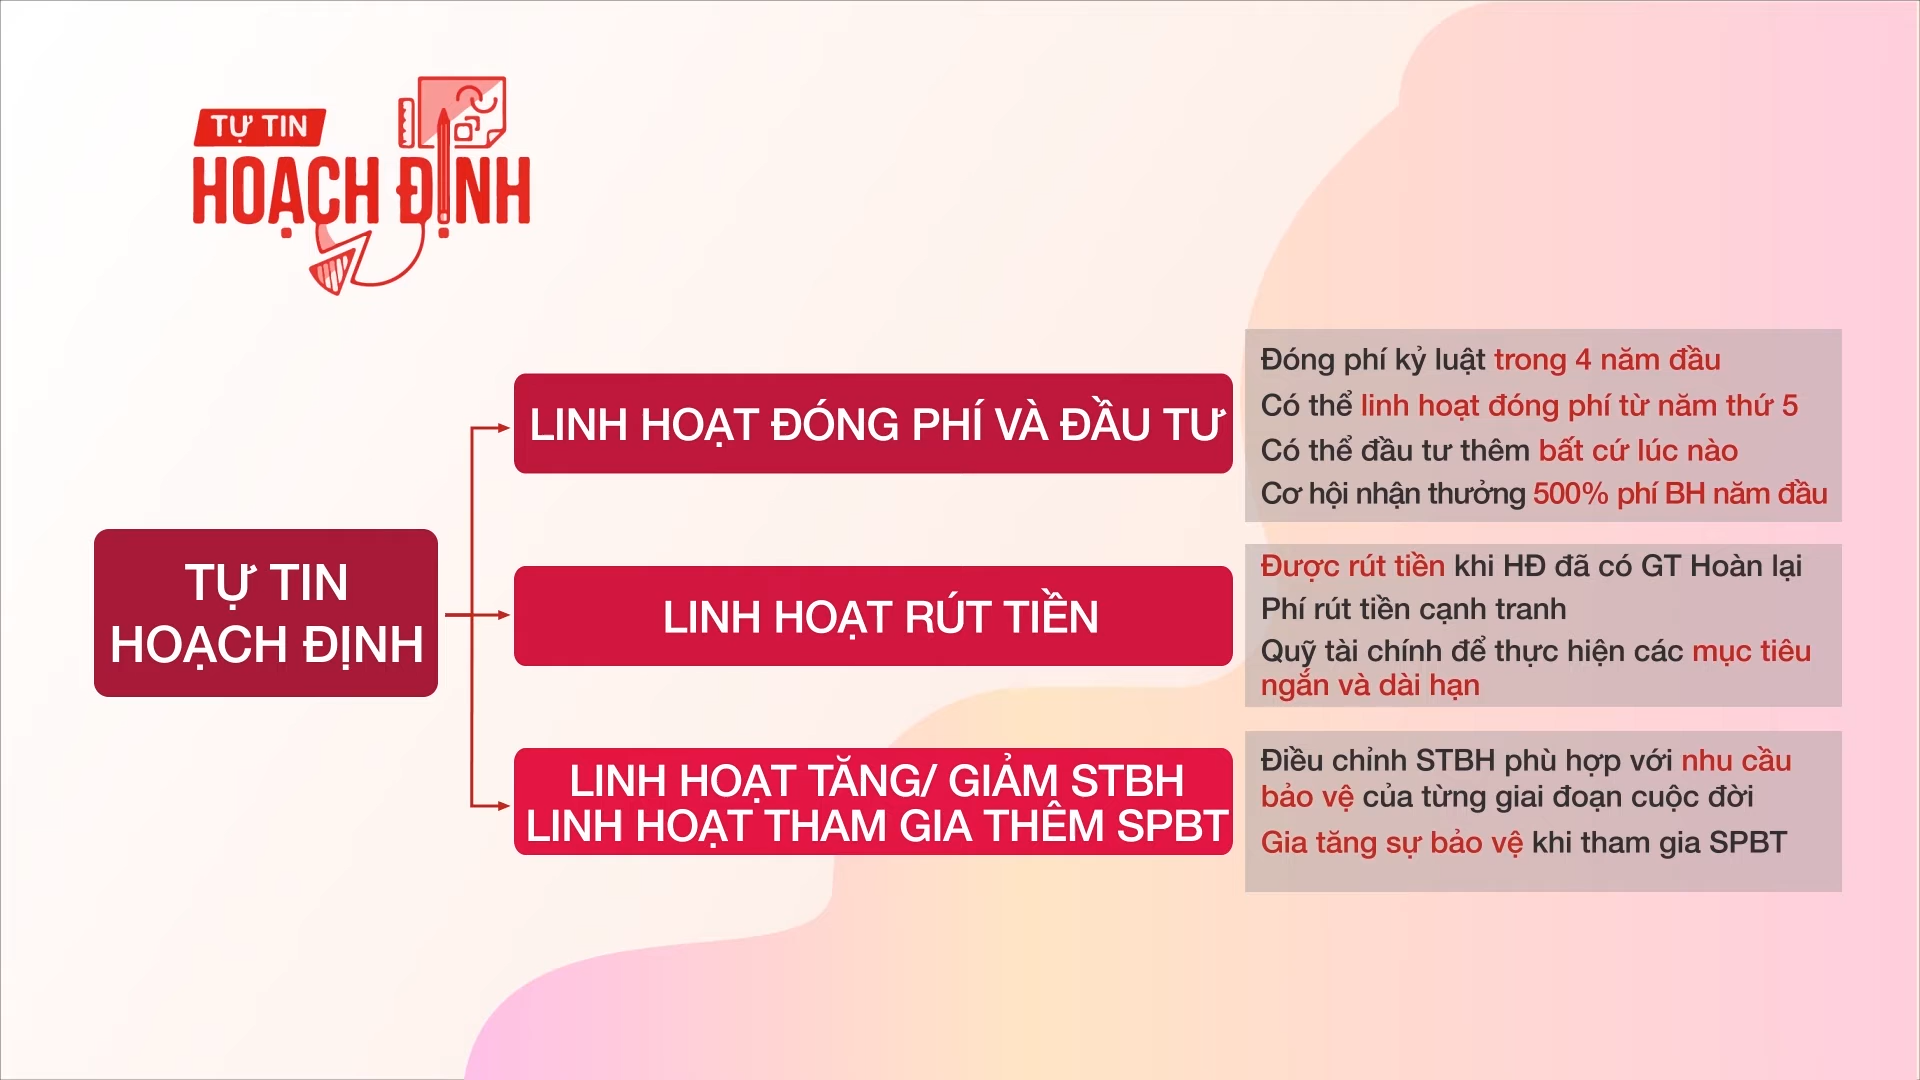 TỰ TIN
HOẠCH ĐỊNH
LINH HOẠT ĐÓNG PHÍ VÀ ĐẦU TƯ
Đóng phí kỷ luật trong 4 năm đầu
Có thể linh hoạt đóng phí từ năm thứ 5
Có thể đầu tư thêm bất cứ lúc nào
Cơ hội nhận thưởng 500% phí BH năm đầu
TỰ TIN
HOẠCH ĐỊNH
LINH HOẠT RÚT TIỀN
Được rút tiền khi HĐ đã có GT Hoàn lại
Phí rút tiền cạnh tranh
Quỹ tài chính để thực hiện các mục tiêu
ngắn và dài hạn
LINH HOẠT TĂNG/ GIẢM STBH
LINH HOẠT THAM GIA THÊM SPBT
Điều chỉnh STBH phù hợp với nhu cầu
bảo vệ của từng giai đoạn cuộc đời
Gia tăng sự bảo vệ khi tham gia SPBT